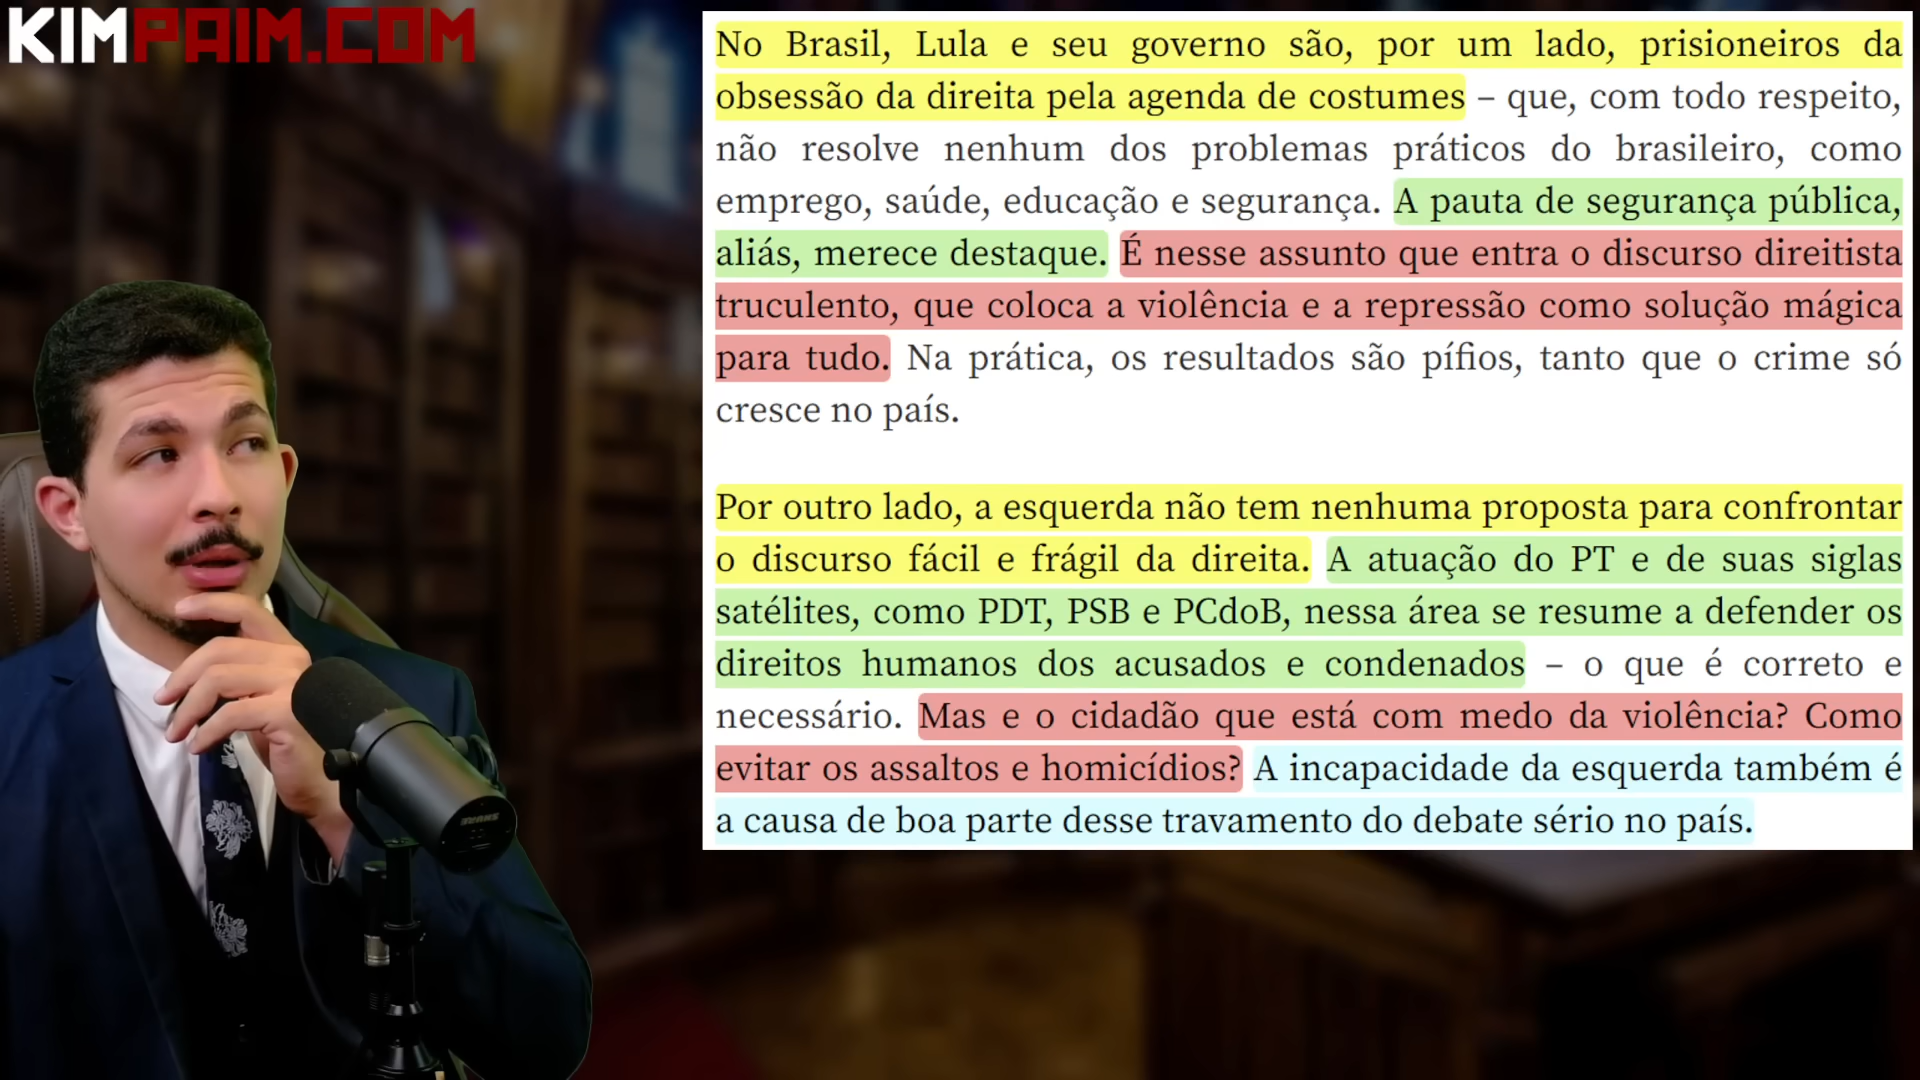 KIMPAIM.COM
No Brasil, Lula e seu governo são, por um lado, prisioneiros da
obsessão da direita pela agenda de costumes – que, com todo respeito,
não resolve nenhum dos problemas práticos do brasileiro, como
emprego, saúde, educação e segurança. A pauta de segurança pública,
aliás, merece destaque. É nesse assunto que entra o discurso direitista
truculento, que coloca a violência e a repressão como solução mágica
para tudo. Na prática, os resultados são pífios, tanto que o crime só
cresce no país.
Por outro lado, a esquerda não tem nenhuma proposta para confrontar
o discurso fácil e frágil da direita. A atuação do PT e de suas siglas
satélites, como PDT, PSB e PCdoB, nessa área se resume a defender os
direitos humanos dos acusados e condenados – o que é correto e
necessário. Mas e o cidadão que está com medo da violência? Como
evitar os assaltos e homicídios? A incapacidade da esquerda também é
a causa de boa parte desse travamento do debate sério no país.